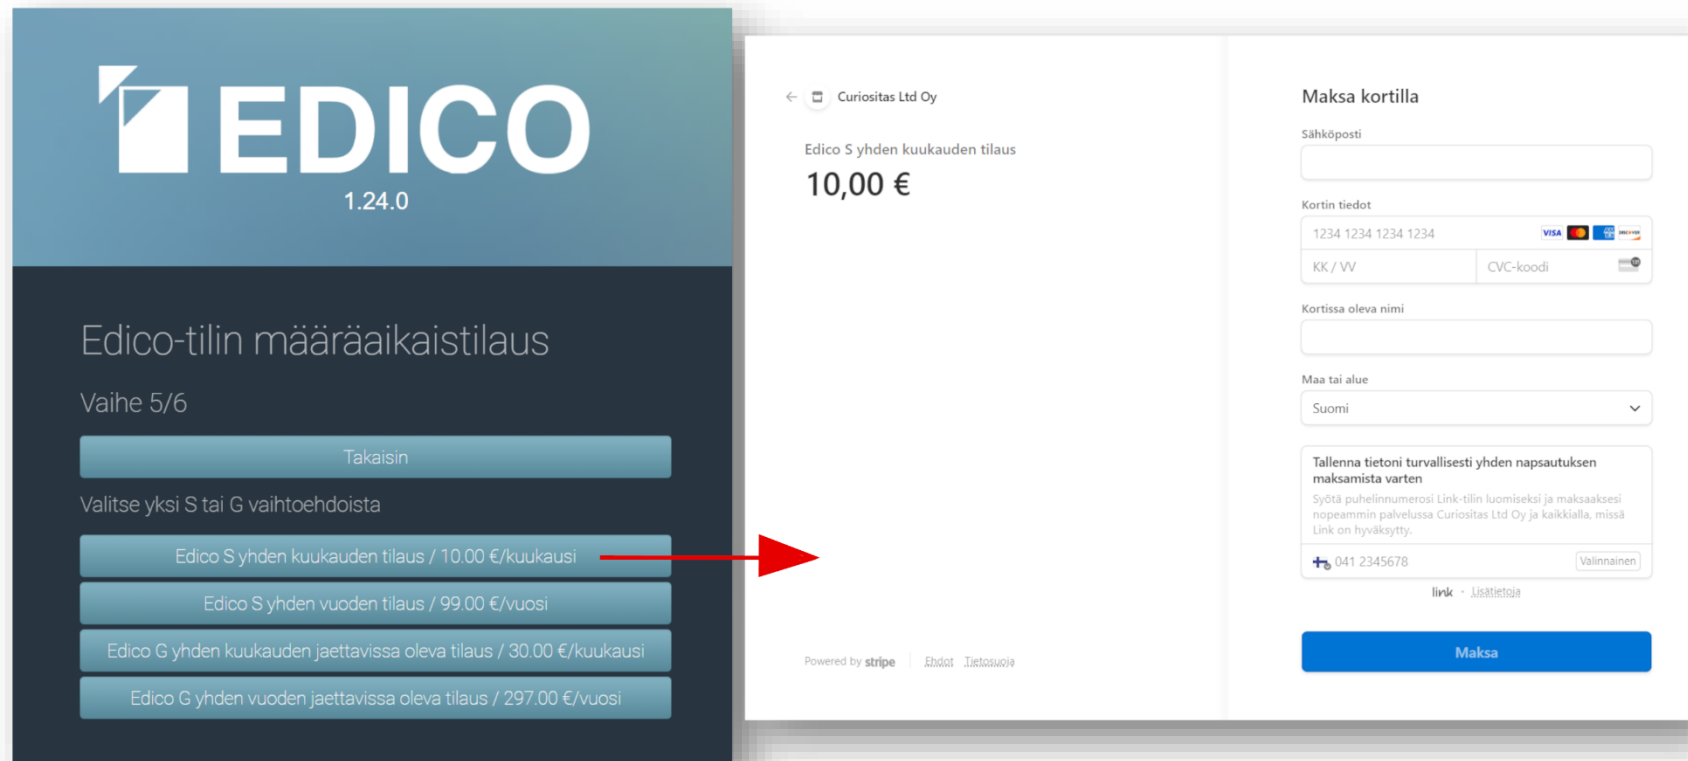 EDICO
1.24.0
Edico-tilin määräaikaistilaus
Vaihe 5/6
Takaisin
Valitse yksi S tai G vaihtoehdoista
Edico S yhden kuukauden tilaus / 10.00 €/kuukausi
Edico S yhden vuoden tilaus / 99.00 €/vuosi
Edico G yhden kuukauden jaettavissa oleva tilaus / 30.00 €/kuukausi
Edico G yhden vuoden jaettavissa oleva tilaus / 297.00 €/vuosi
Curiositas Ltd Oy
Edico S yhden kuukauden tilaus
10,00 €
Powered by stripe
Ehdot Tietosuoja
Maksa kortilla
Sähköposti
Kortin tiedot
1234 1234 1234 1234 VISA
KK / VV CVC-koodi
Kortissa oleva nimi
Maa tai alue
Suomi
Tallenna tietoni turvallisesti yhden napsautuksen
maksamista varten
Syötä puhelinnumerosi Link-tilin luomiseksi ja maksaaksesi
nopeammin palvelussa Curiositas Ltd Oy ja kaikkialla, missä
Link on hyväksytty.
041 2345678 Valinnainen
link · Lisätietoja
Maksa